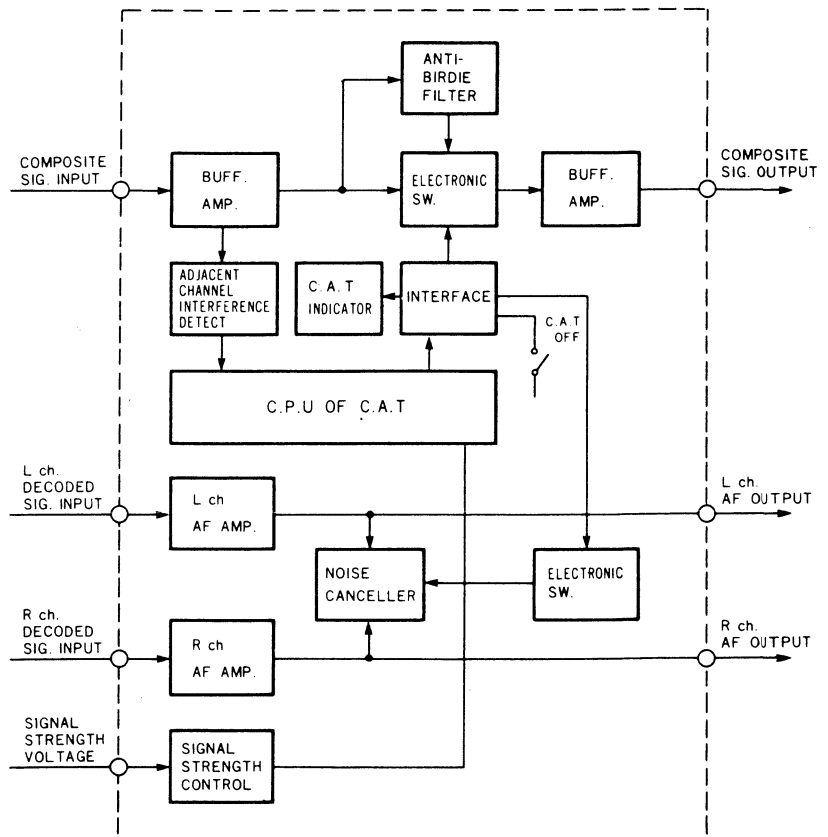 ANTI-
BIRDIE
FILTER
COMPOSITE
SIG. INPUT
BUFF.
AMP.
ELECTRONIC
SW.
BUFF.
AMP.
COMPOSITE
SIG. OUTPUT
ADJACENT
CHANNEL
INTERFERENCE
DETECT
C.A.T
INDICATOR
INTERFACE
C.A.T
OFF
C.P.U OF C.A.T
L ch.
DECODED
SIG. INPUT
L ch
AF AMP.
L ch.
AF OUTPUT
NOISE
CANCELLER
ELECTRONIC
SW.
R ch.
DECODED
SIG. INPUT
R ch
AF AMP.
R ch.
AF OUTPUT
SIGNAL
STRENGTH
VOLTAGE
SIGNAL
STRENGTH
CONTROL